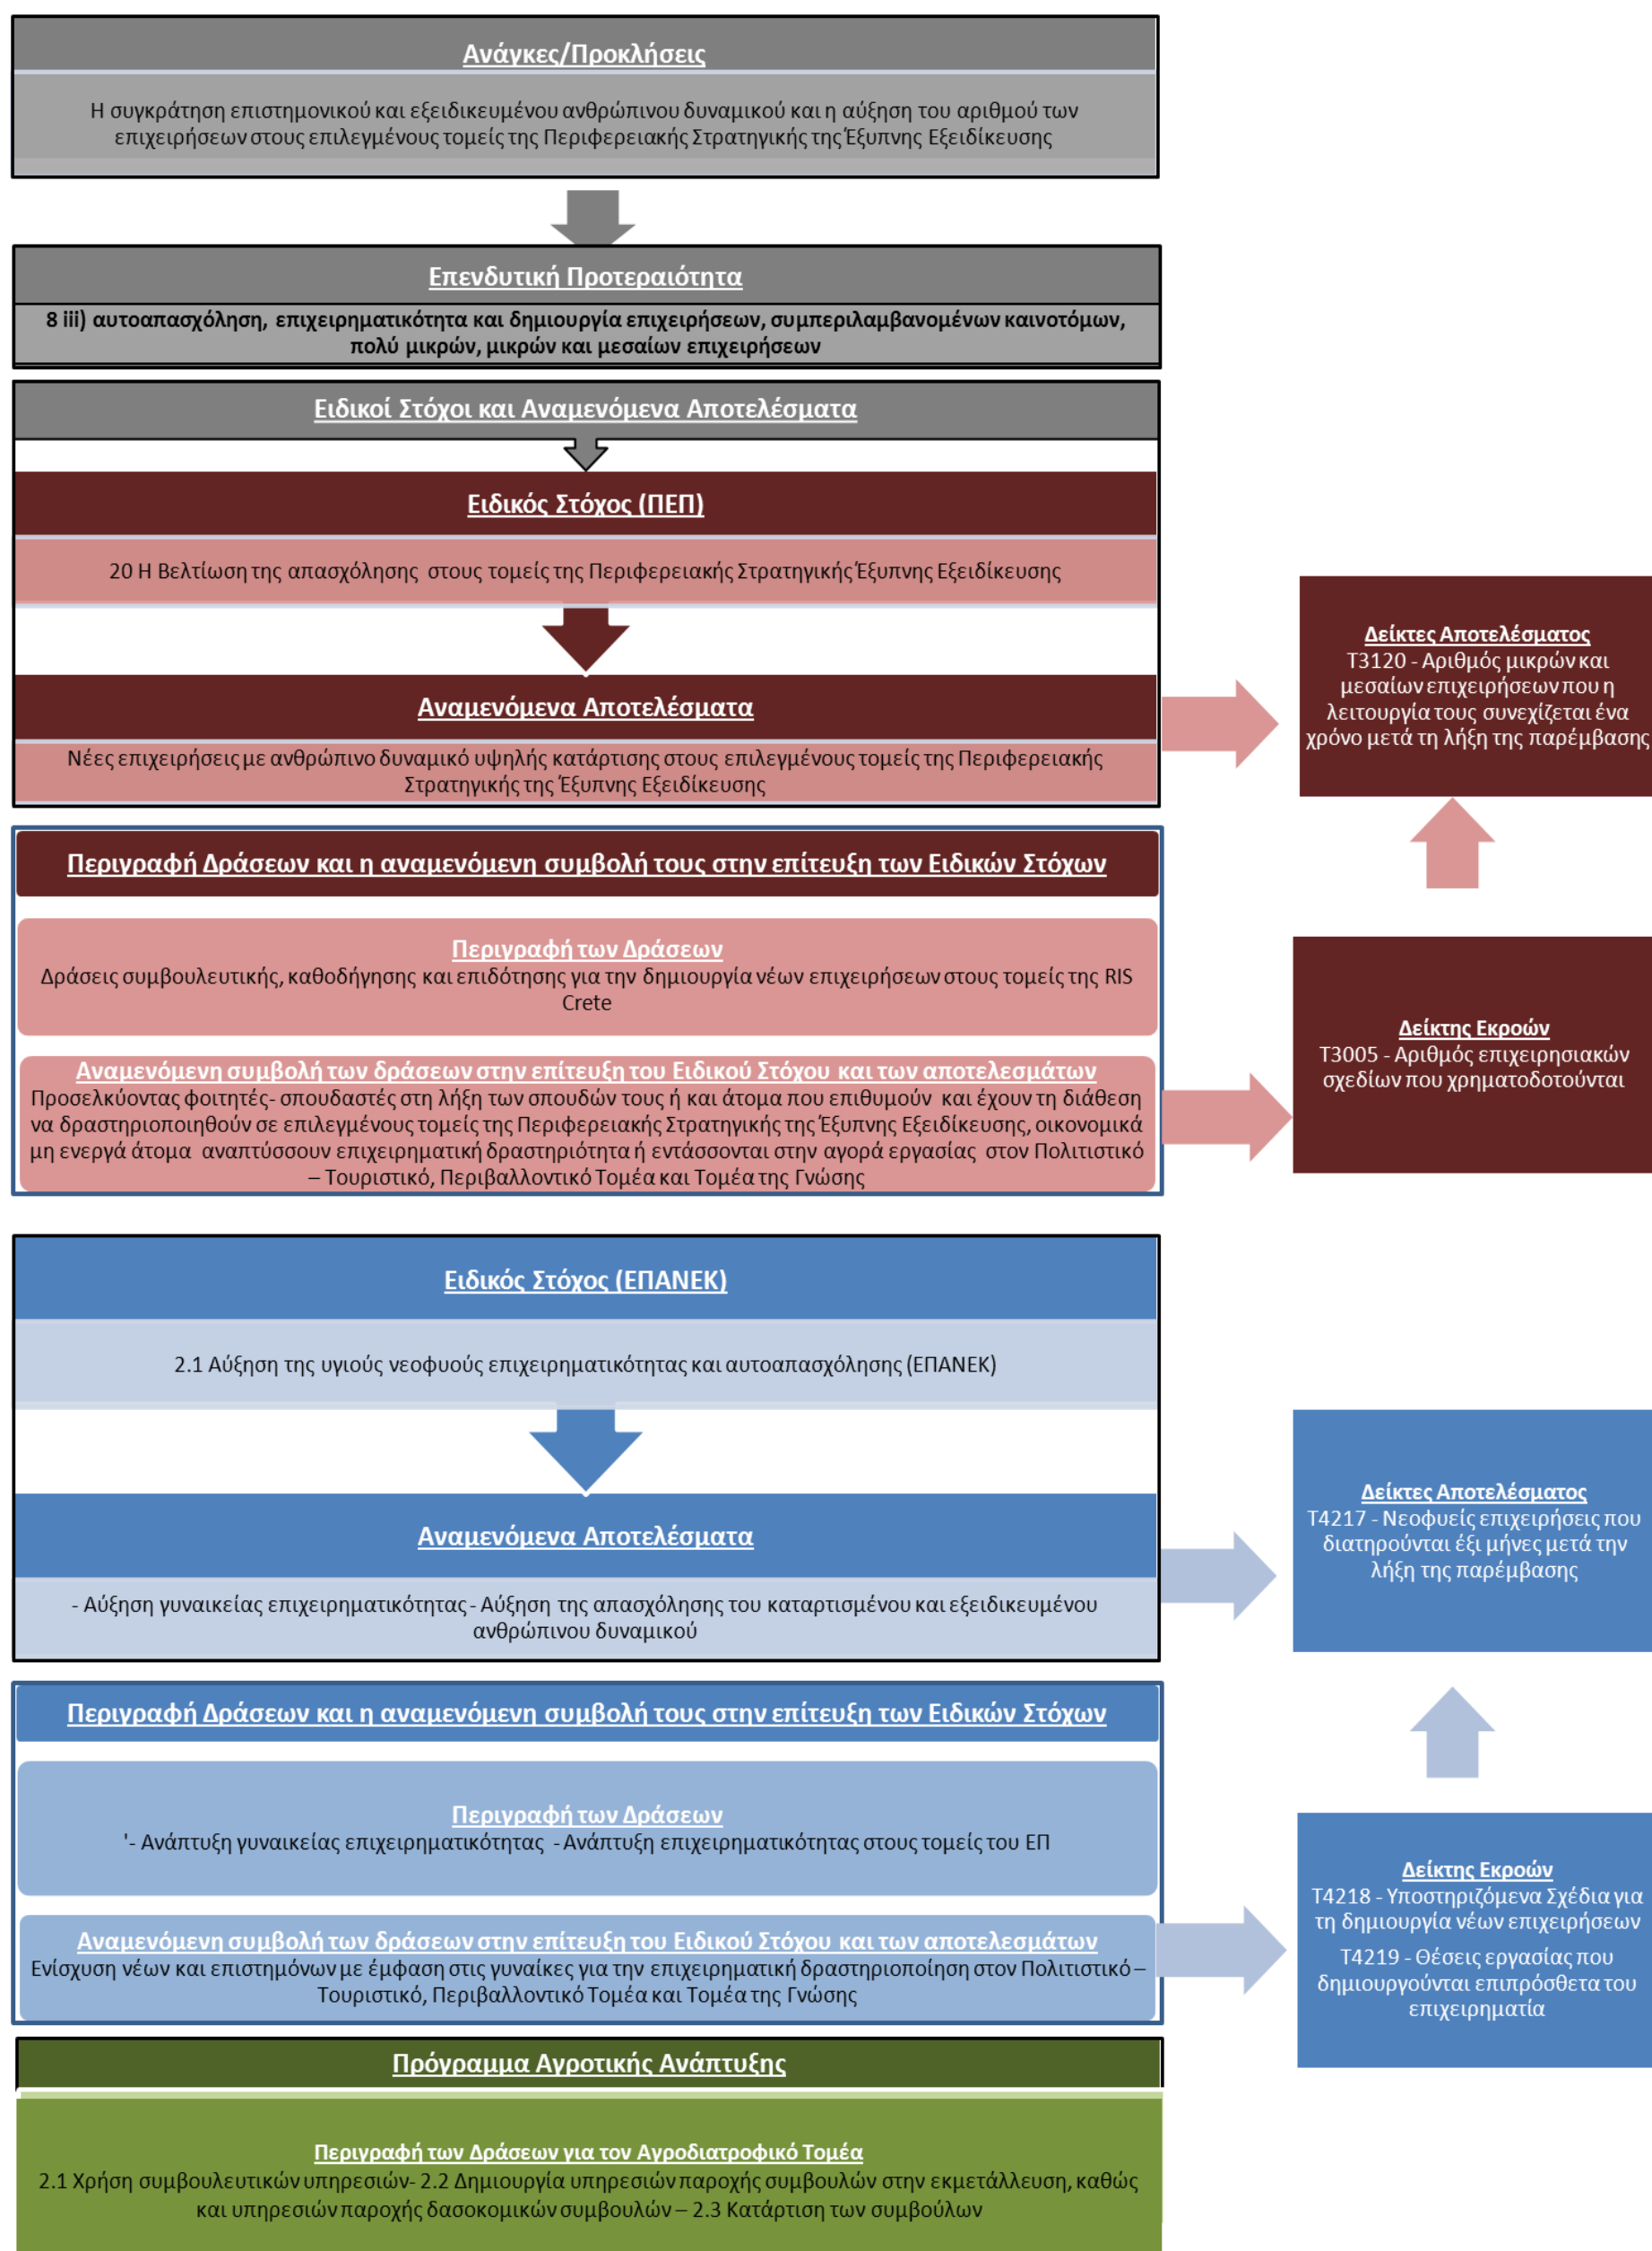 Ανάγκες/Προκλήσεις
Η συγκράτηση επιστημονικού και εξειδικευμένου ανθρώπινου δυναμικού και η αύξηση του αριθμού των
επιχειρήσεων στους επιλεγμένους τομείς της Περιφερειακής Στρατηγικής της Έξυπνης Εξειδίκευσης
Επενδυτική Προτεραιότητα
8 iii) αυτοαπασχόληση, επιχειρηματικότητα και δημιουργία επιχειρήσεων, συμπεριλαμβανομένων καινοτόμων,
πολύ μικρών, μικρών και μεσαίων επιχειρήσεων
Ειδικοί Στόχοι και Αναμενόμενα Αποτελέσματα
Ειδικός Στόχος (ΠΕΠ)
20 Η Βελτίωση της απασχόλησης στους τομείς της Περιφερειακής Στρατηγικής Έξυπνης Εξειδίκευσης
Αναμενόμενα Αποτελέσματα
Νέες επιχειρήσεις με ανθρώπινο δυναμικό υψηλής κατάρτισης στους επιλεγμένους τομείς της Περιφερειακής
Στρατηγικής της Έξυπνης Εξειδίκευσης
Δείκτες Αποτελέσματος
Τ3120 - Αριθμός μικρών και
μεσαίων επιχειρήσεων που η
λειτουργία τους συνεχίζεται ένα
χρόνο μετά τη λήξη της παρέμβασης
Περιγραφή Δράσεων και η αναμενόμενη συμβολή τους στην επίτευξη των Ειδικών Στόχων
Περιγραφή των Δράσεων
Δράσεις συμβουλευτικής, καθοδήγησης και επιδότησης για την δημιουργία νέων επιχειρήσεων στους τομείς της RIS
Crete
Αναμενόμενη συμβολή των δράσεων στην επίτευξη του Ειδικού Στόχου και των αποτελεσμάτων
Προσελκύοντας φοιτητές- σπουδαστές στη λήξη των σπουδών τους ή και άτομα που επιθυμούν και έχουν τη διάθεση
να δραστηριοποιηθούν σε επιλεγμένους τομείς της Περιφερειακής Στρατηγικής της Έξυπνης Εξειδίκευσης, οικονομικά
μη ενεργά άτομα αναπτύσσουν επιχειρηματική δραστηριότητα ή εντάσσονται στην αγορά εργασίας στον Πολιτιστικό
– Τουριστικό, Περιβαλλοντικό Τομέα και Τομέα της Γνώσης
Δείκτης Εκροών
Τ3005 - Αριθμός επιχειρησιακών
σχεδίων που χρηματοδοτούνται
Ειδικός Στόχος (ΕΠΑΝΕΚ)
2.1 Αύξηση της υγιούς νεοφυούς επιχειρηματικότητας και αυτοαπασχόλησης (ΕΠΑΝΕΚ)
Αναμενόμενα Αποτελέσματα
- Αύξηση γυναικείας επιχειρηματικότητας - Αύξηση της απασχόλησης του καταρτισμένου και εξειδικευμένου
ανθρώπινου δυναμικού
Δείκτες Αποτελέσματος
Τ4217 - Νεοφυείς επιχειρήσεις που
διατηρούνται έξι μήνες μετά την
λήξη της παρέμβασης
Περιγραφή Δράσεων και η αναμενόμενη συμβολή τους στην επίτευξη των Ειδικών Στόχων
Περιγραφή των Δράσεων
'- Ανάπτυξη γυναικείας επιχειρηματικότητας - Ανάπτυξη επιχειρηματικότητας στους τομείς του ΕΠ
Αναμενόμενη συμβολή των δράσεων στην επίτευξη του Ειδικού Στόχου και των αποτελεσμάτων
Ενίσχυση νέων και επιστημόνων με έμφαση στις γυναίκες για την επιχειρηματική δραστηριοποίηση στον Πολιτιστικό –
Τουριστικό, Περιβαλλοντικό Τομέα και Τομέα της Γνώσης
Δείκτης Εκροών
Τ4218 - Υποστηριζόμενα Σχέδια για
τη δημιουργία νέων επιχειρήσεων
Τ4219 - Θέσεις εργασίας που
δημιουργούνται επιπρόσθετα του
επιχειρηματία
Πρόγραμμα Αγροτικής Ανάπτυξης
Περιγραφή των Δράσεων για τον Αγροδιατροφικό Τομέα
2.1 Χρήση συμβουλευτικών υπηρεσιών- 2.2 Δημιουργία υπηρεσιών παροχής συμβουλών στην εκμετάλλευση, καθώς
και υπηρεσιών παροχής δασοκομικών συμβουλών – 2.3 Κατάρτιση των συμβούλων